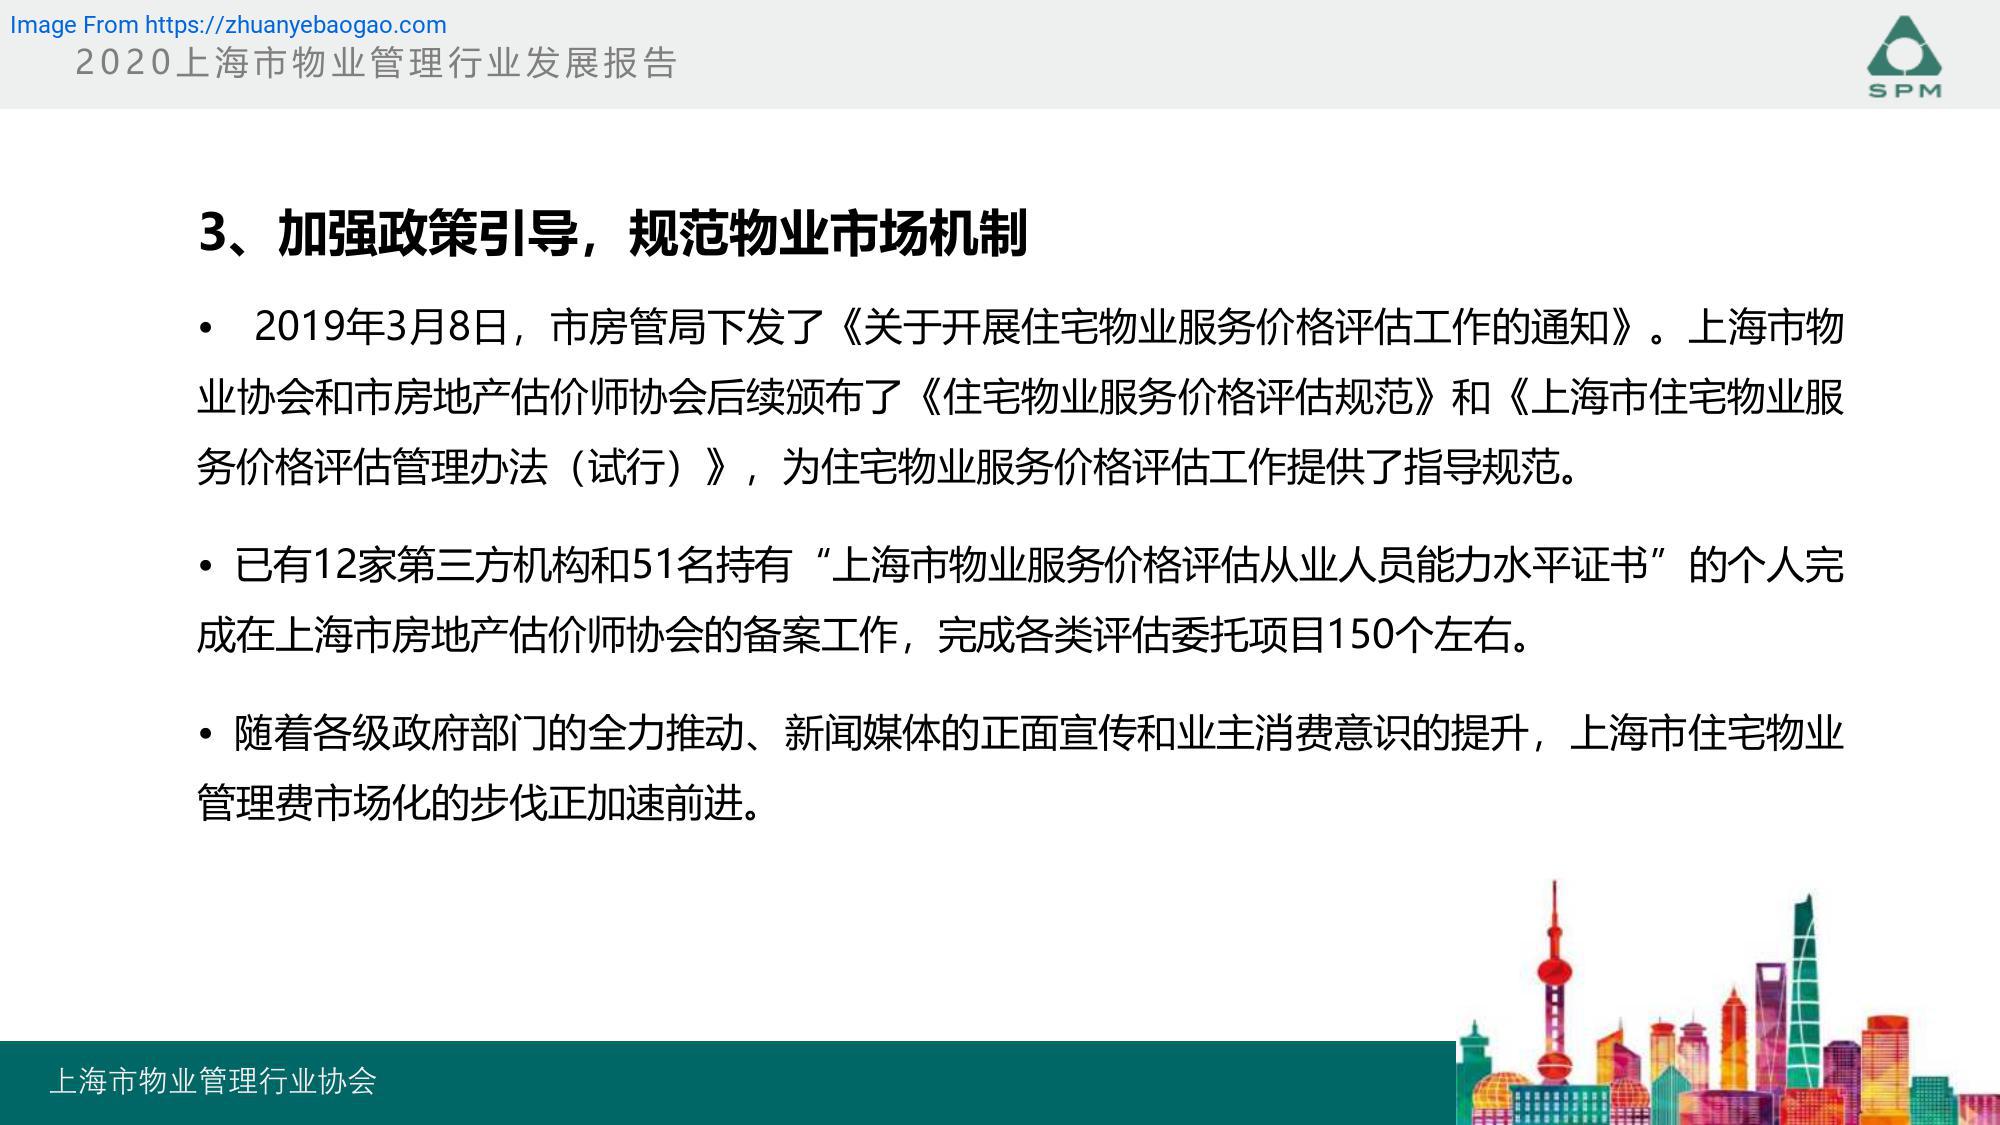 Image From https://zhuanyebaogao.com
2020上海市物业管理行业发展报告
SPM
3、加强政策引导，规范物业市场机制
• 2019年3月8日，市房管局下发了《关于开展住宅物业服务价格评估工作的通知》。上海市物
业协会和市房地产估价师协会后续颁布了《住宅物业服务价格评估规范》和《上海市住宅物业服
务价格评估管理办法（试行）》，为住宅物业服务价格评估工作提供了指导规范。
• 已有12家第三方机构和51名持有“上海市物业服务价格评估从业人员能力水平证书”的个人完
成在上海市房地产估价师协会的备案工作，完成各类评估委托项目150个左右。
• 随着各级政府部门的全力推动、新闻媒体的正面宣传和业主消费意识的提升，上海市住宅物业
管理费市场化的步伐正加速前进。
上海市物业管理行业协会